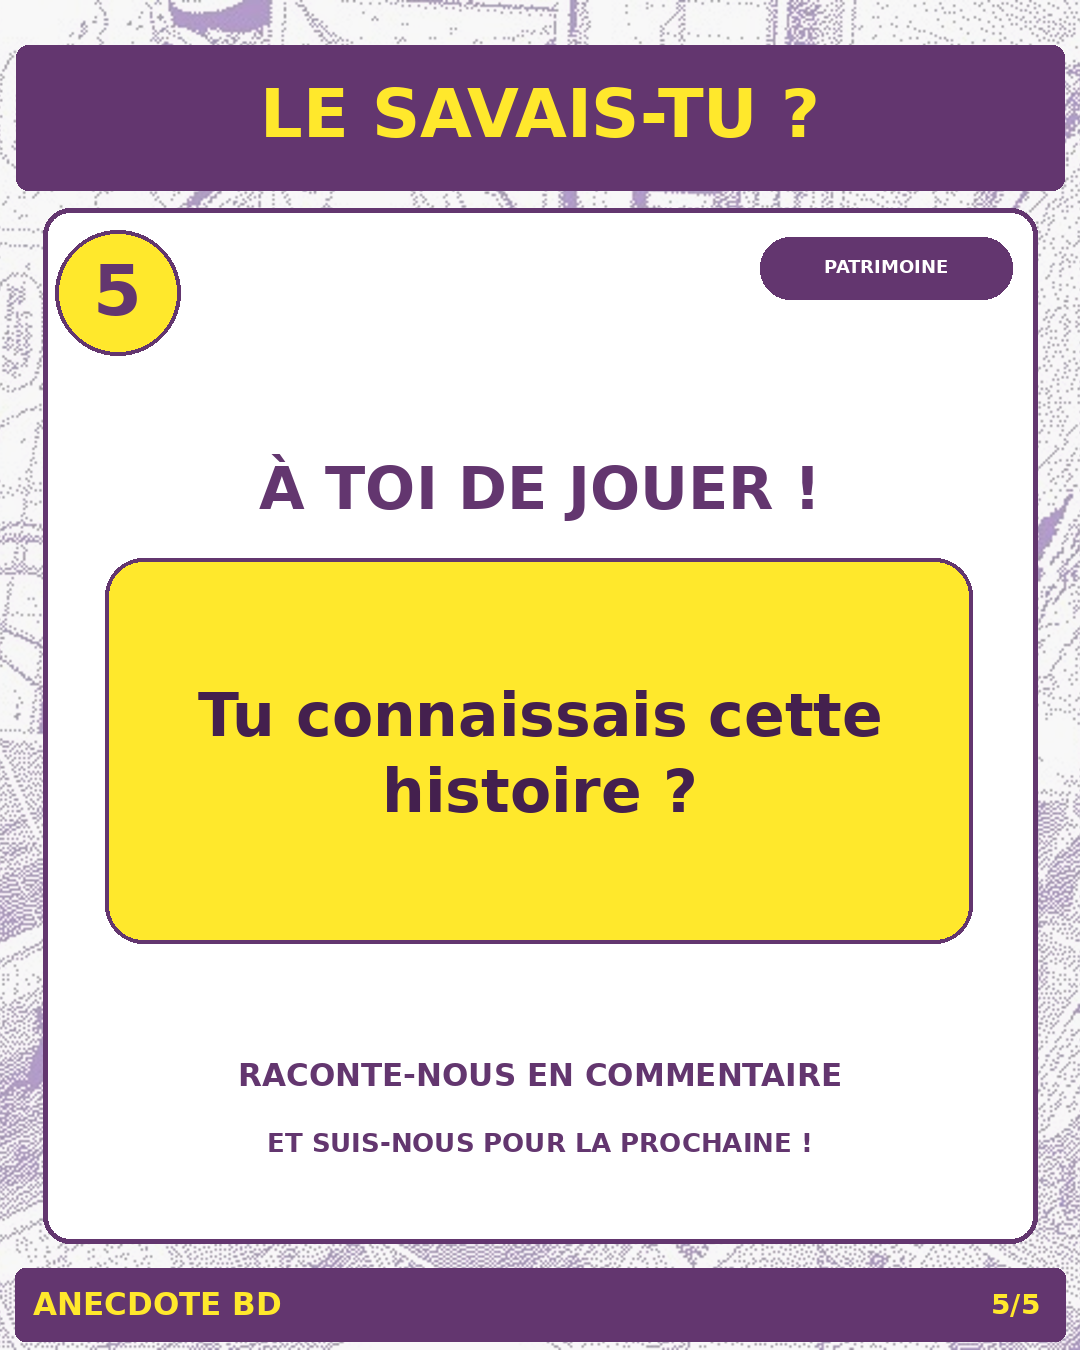 LE SAVAIS-TU ?
5
PATRIMOINE
À TOI DE JOUER !
Tu connaissais cette
histoire ?
RACONTE-NOUS EN COMMENTAIRE
ET SUIS-NOUS POUR LA PROCHAINE !
ANECDOTE BD
5/5